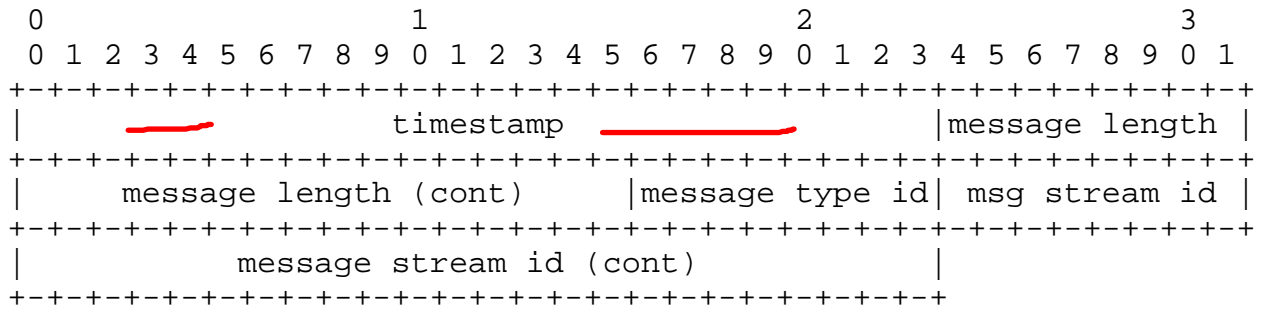 0                   1                   2                   3
 0 1 2 3 4 5 6 7 8 9 0 1 2 3 4 5 6 7 8 9 0 1 2 3 4 5 6 7 8 9 0 1
+-+-+-+-+-+-+-+-+-+-+-+-+-+-+-+-+-+-+-+-+-+-+-+-+-+-+-+-+-+-+-+-+
|                   timestamp                   |message length |
+-+-+-+-+-+-+-+-+-+-+-+-+-+-+-+-+-+-+-+-+-+-+-+-+-+-+-+-+-+-+-+-+
|     message length (cont)     |message type id| msg stream id |
+-+-+-+-+-+-+-+-+-+-+-+-+-+-+-+-+-+-+-+-+-+-+-+-+-+-+-+-+-+-+-+-+
|           message stream id (cont)            |
+-+-+-+-+-+-+-+-+-+-+-+-+-+-+-+-+-+-+-+-+-+-+-+-+